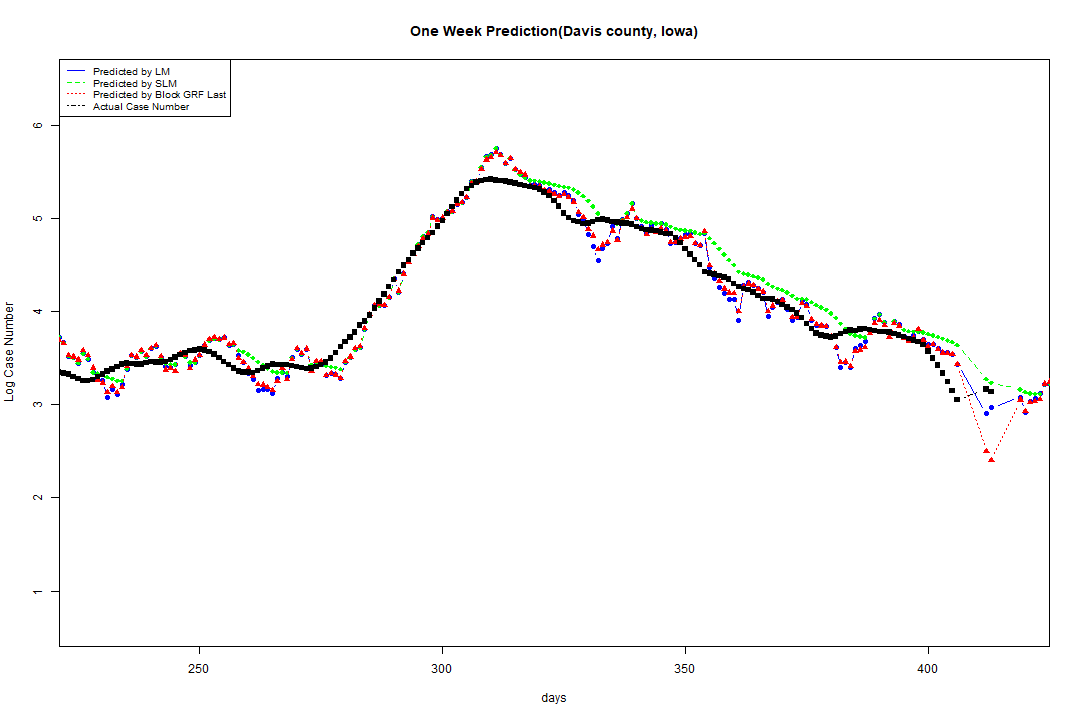 One Week Prediction(Davis county, Iowa)
Predicted by LM
Predicted by SLM
Predicted by Block GRF Last
Actual Case Number
6
5
4
3
2
1
Log Case Number
250
300
350
400
days